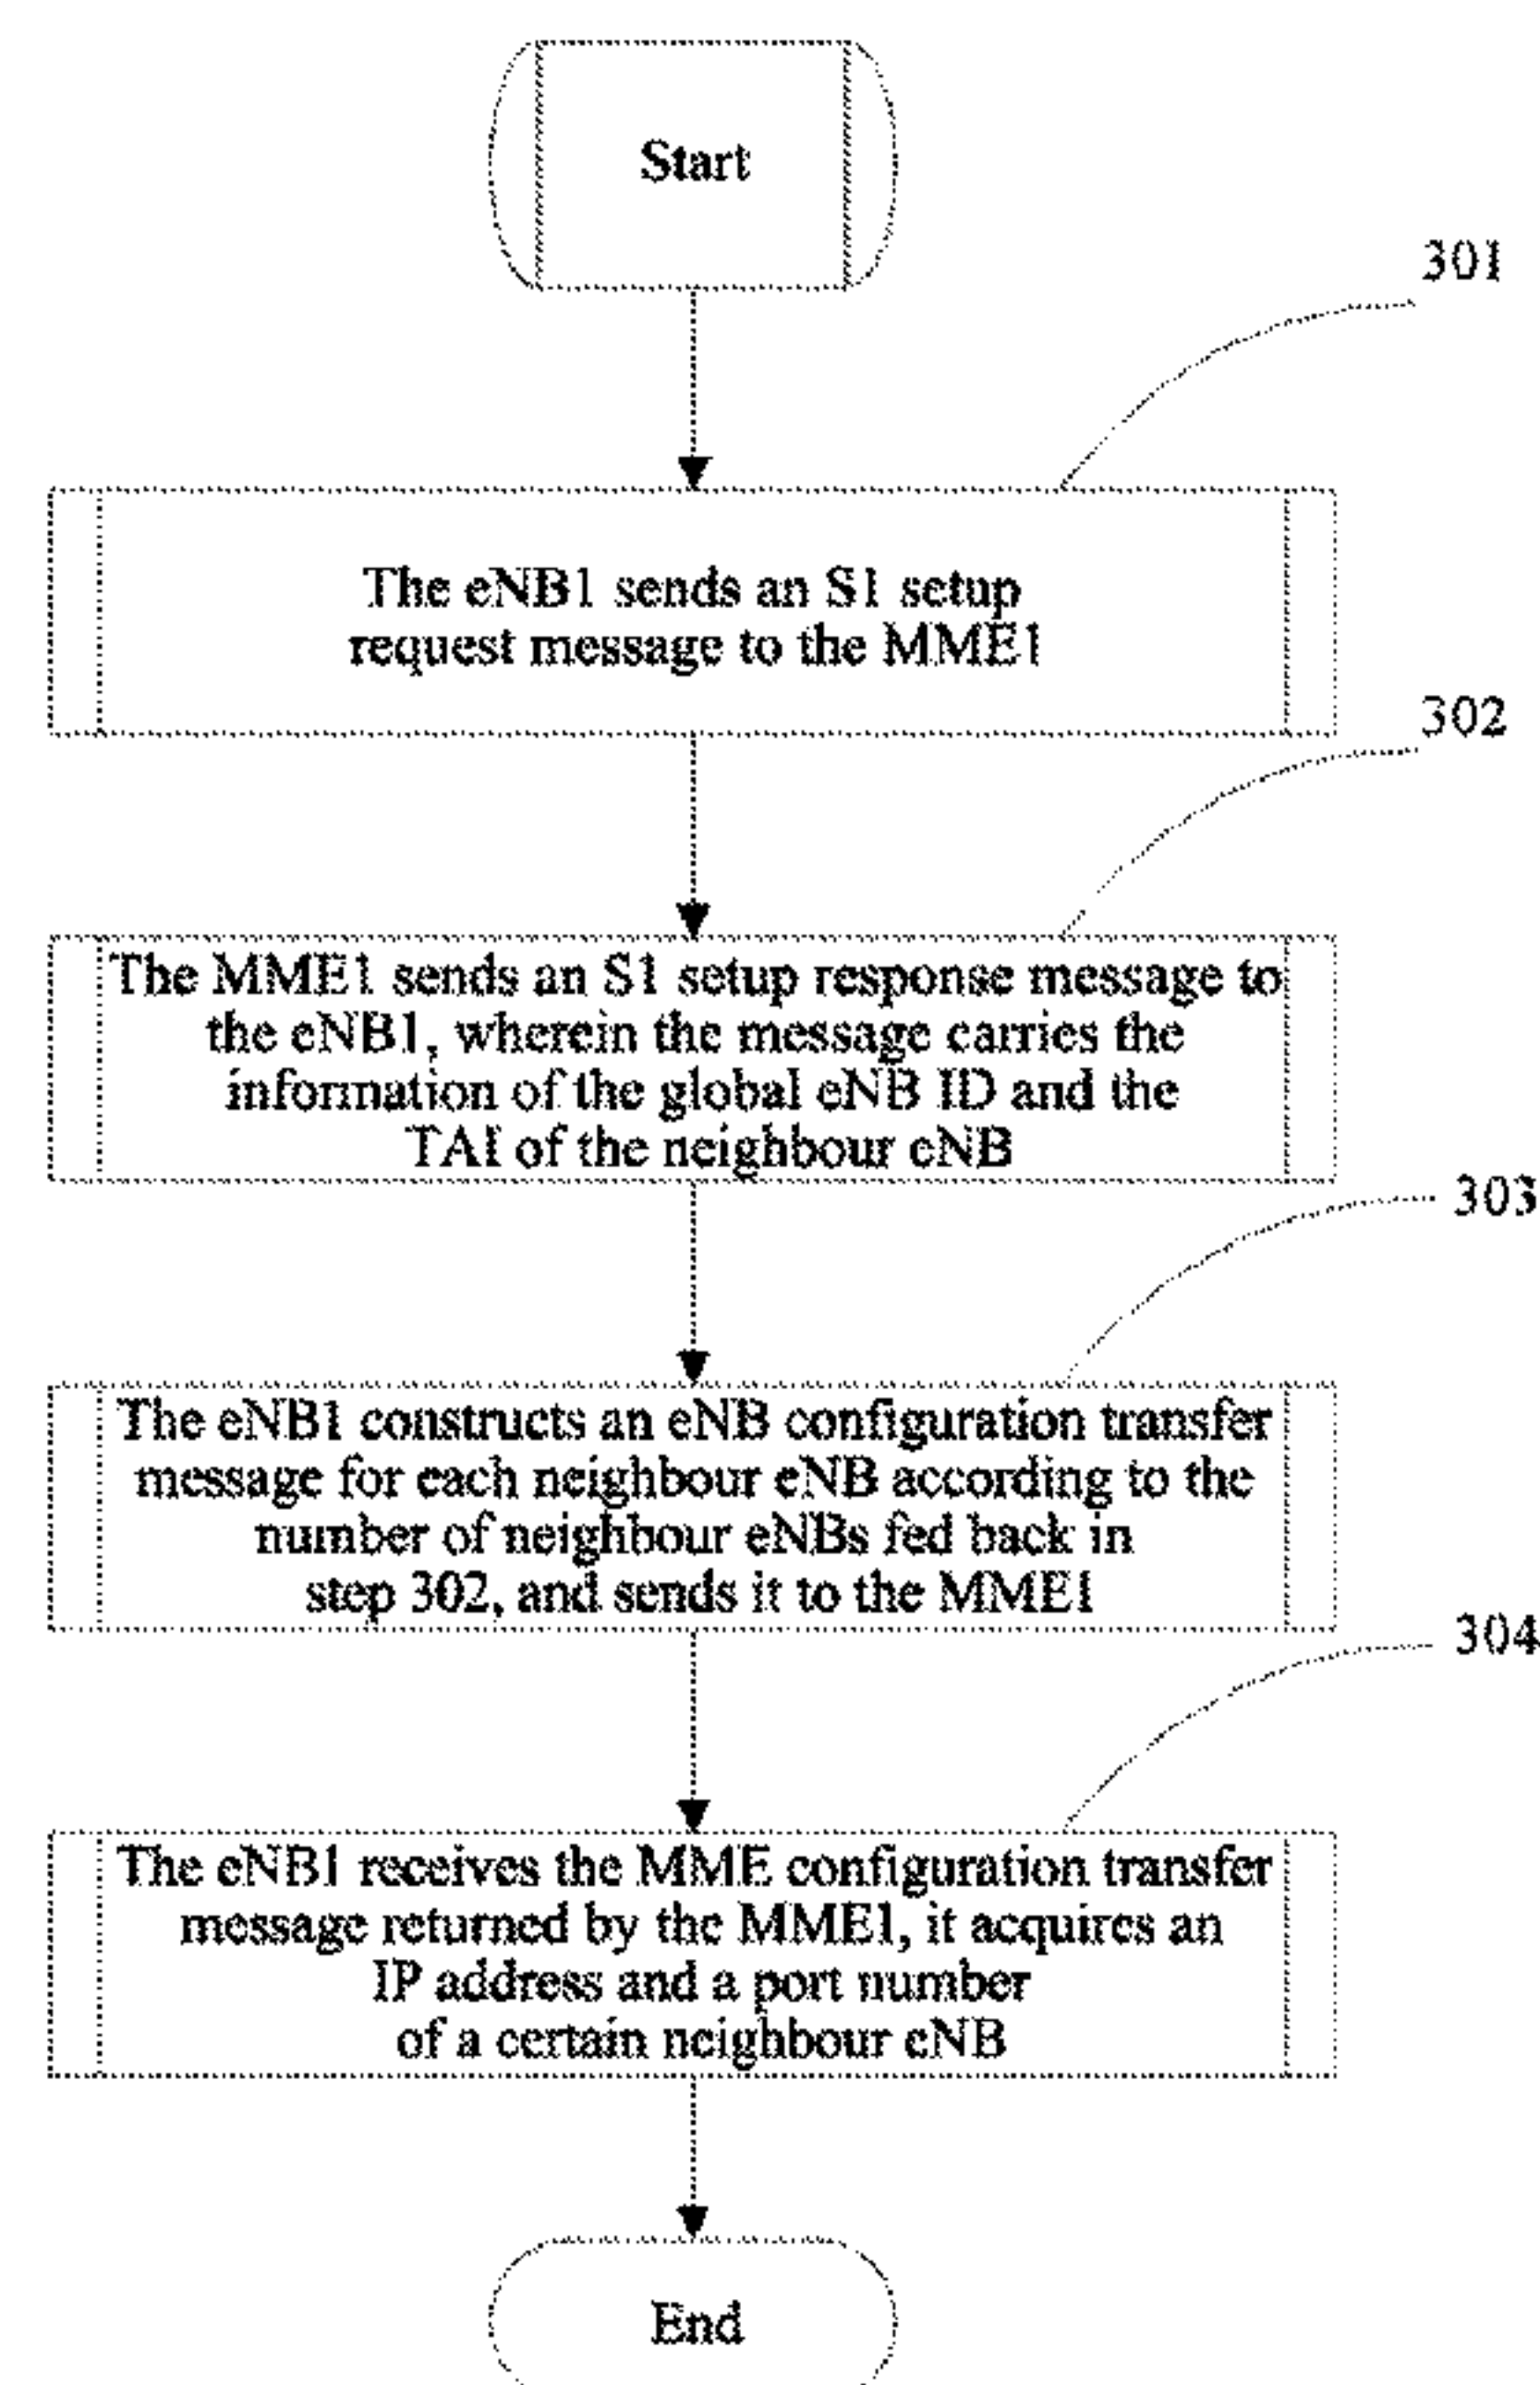 Start
301
The eNB1 sends an S1 setup
request message to the MME1
302
The MME1 sends an S1 setup response message to
the eNB1, wherein the message carries the
information of the global eNB ID and the
TAI of the neighbour eNB
303
The eNB1 constructs an eNB configuration transfer
message for each neighbour eNB according to the
number of neighbour eNBs fed back in
step 302, and sends it to the MME1
304
The eNB1 receives the MME configuration transfer
message returned by the MME1, it acquires an
IP address and a port number
of a certain neighbour eNB
End